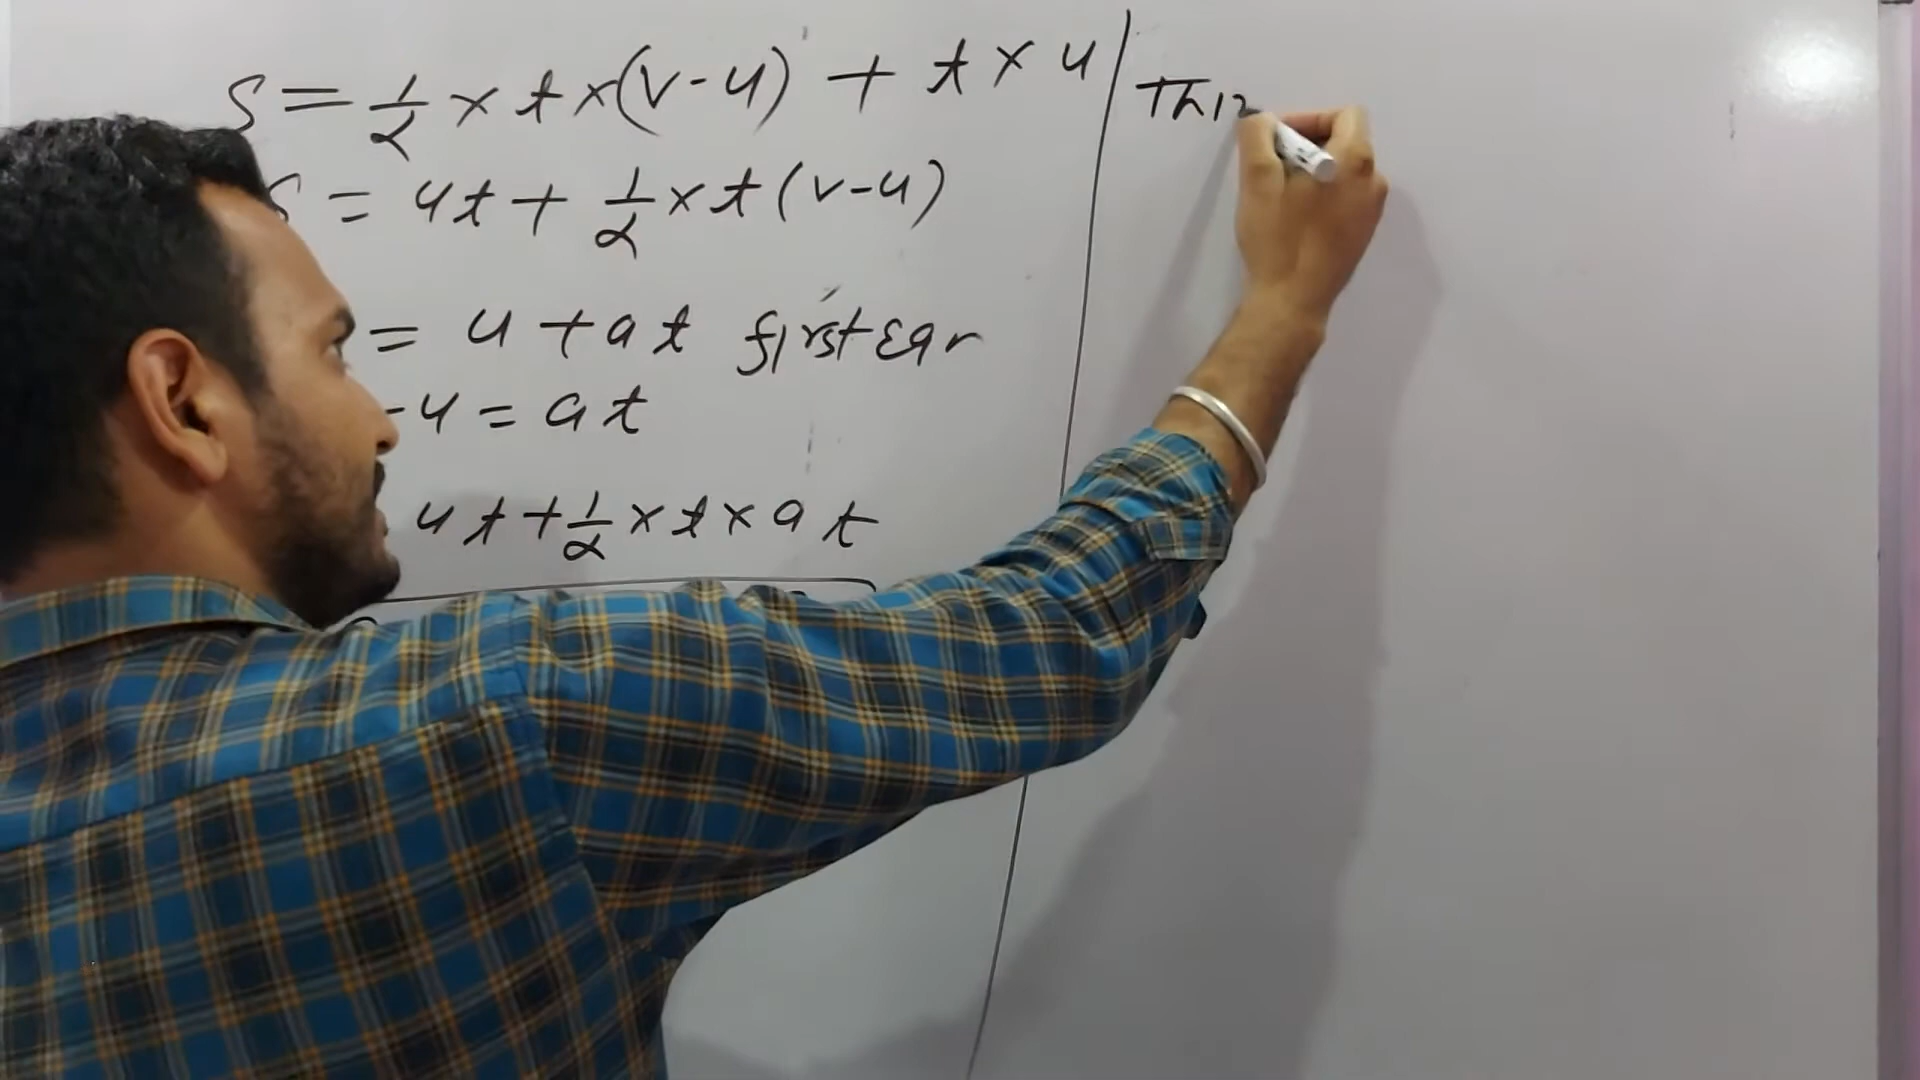 S = 1/2 × t × (v-u) + t × u
S = ut + 1/2 × t (v-u)
= u + at first Eqn
-u = at
ut + 1/2 × t × at
Thir